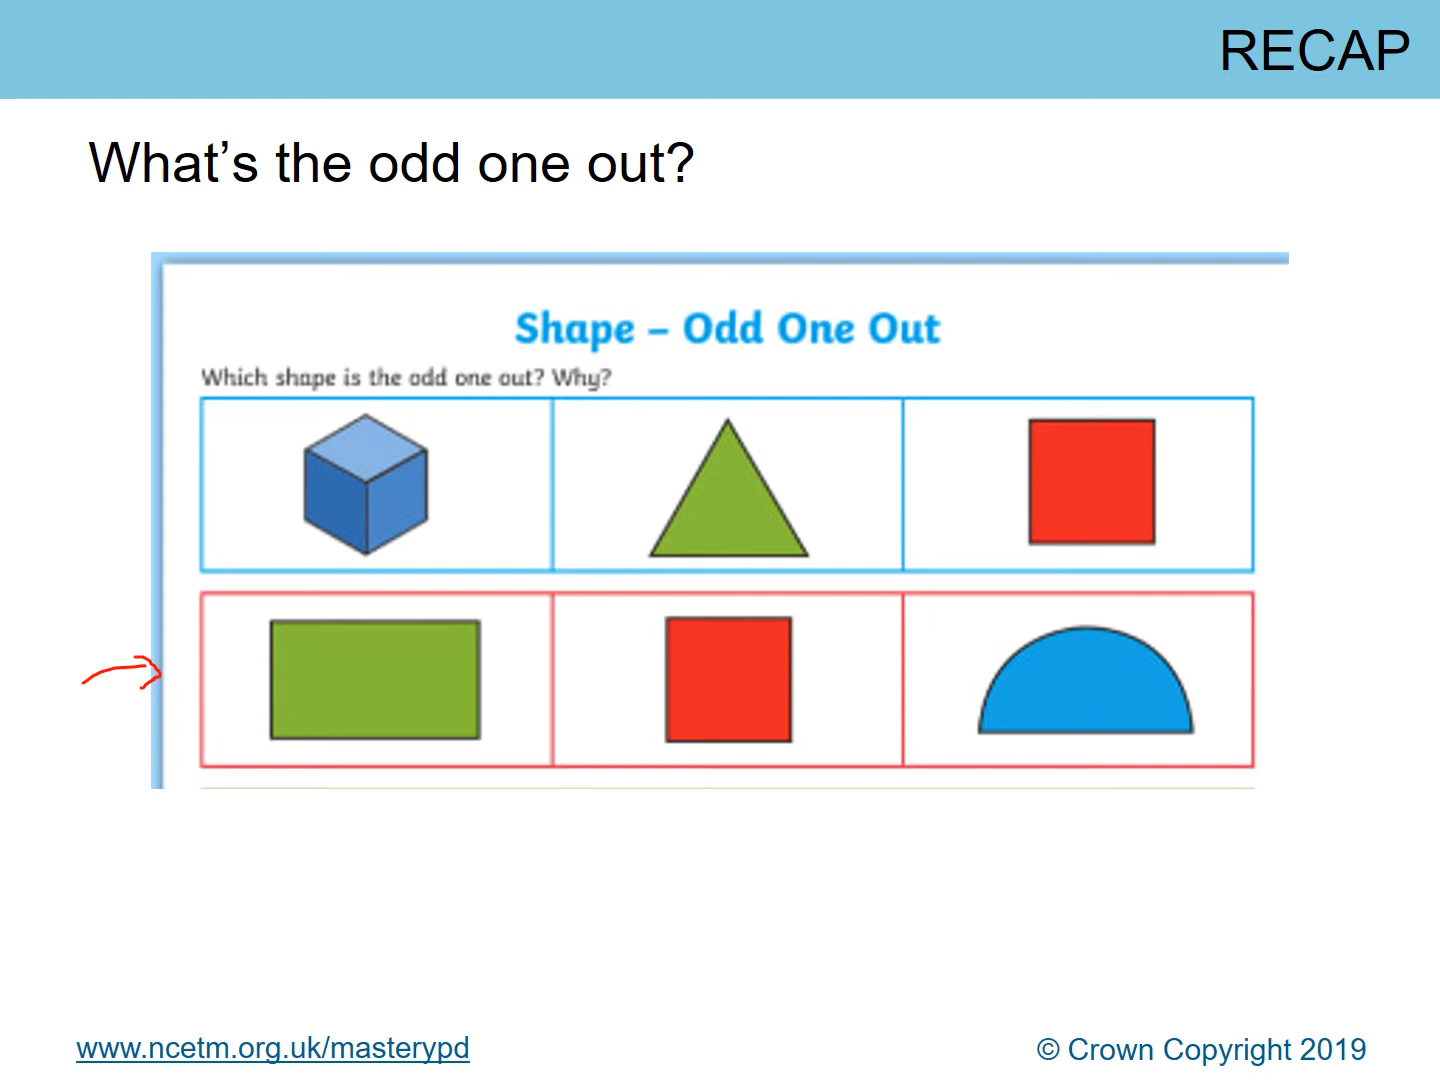 RECAP
What’s the odd one out?
Shape – Odd One Out
Which shape is the odd one out? Why?
www.ncetm.org.uk/masterypd
© Crown Copyright 2019